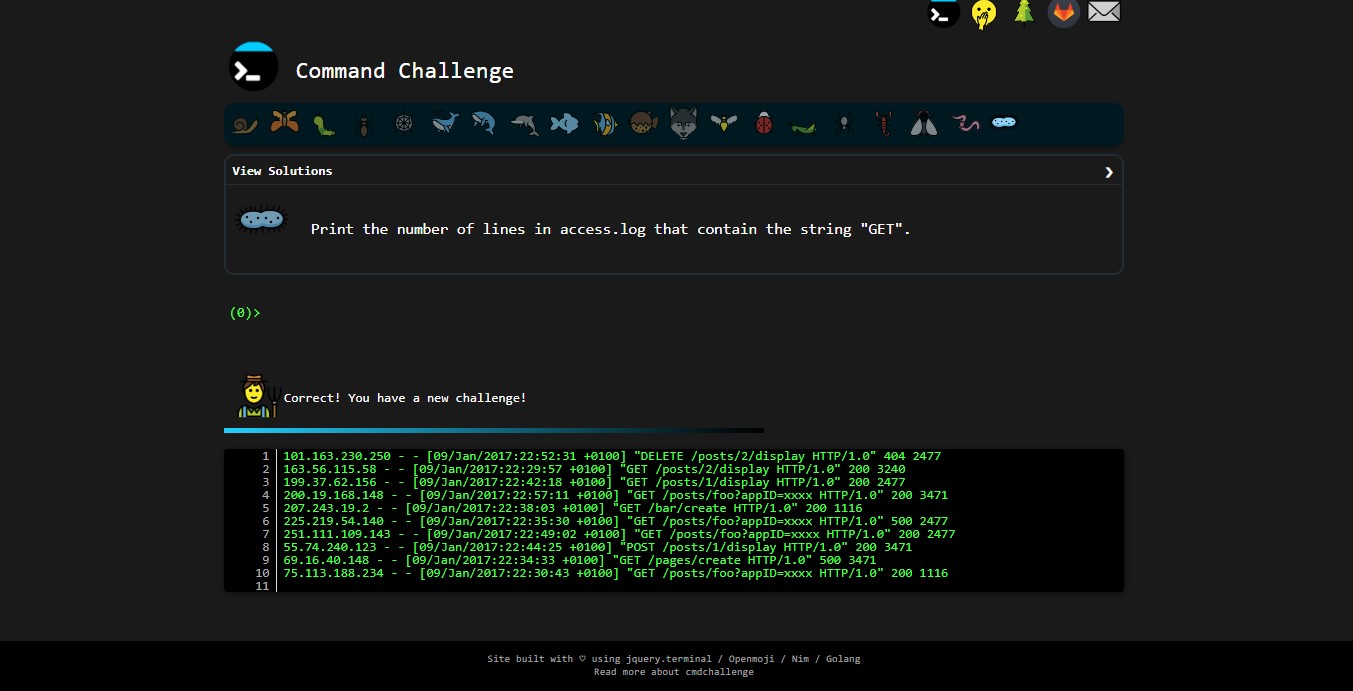 Command Challenge
View Solutions
Print the number of lines in access.log that contain the string "GET".
(0)>
Correct! You have a new challenge!
1 101.163.230.250 - - [09/Jan/2017:22:52:31 +0100] "DELETE /posts/2/display HTTP/1.0" 404 2477
2 163.56.115.58 - - [09/Jan/2017:22:29:57 +0100] "GET /posts/2/display HTTP/1.0" 200 3240
3 199.37.62.156 - - [09/Jan/2017:22:42:18 +0100] "GET /posts/1/display HTTP/1.0" 200 2477
4 200.19.168.148 - - [09/Jan/2017:22:57:11 +0100] "GET /posts/foo?appID=xxxx HTTP/1.0" 200 3471
5 207.243.19.2 - - [09/Jan/2017:22:38:03 +0100] "GET /bar/create HTTP/1.0" 200 1116
6 225.219.54.140 - - [09/Jan/2017:22:35:30 +0100] "GET /posts/foo?appID=xxxx HTTP/1.0" 500 2477
7 251.111.109.143 - - [09/Jan/2017:22:49:02 +0100] "GET /posts/foo?appID=xxxx HTTP/1.0" 200 2477
8 55.74.240.123 - - [09/Jan/2017:22:44:25 +0100] "POST /posts/1/display HTTP/1.0" 200 3471
9 69.16.40.148 - - [09/Jan/2017:22:34:33 +0100] "GET /pages/create HTTP/1.0" 500 3471
10 75.113.188.234 - - [09/Jan/2017:22:30:43 +0100] "GET /posts/foo?appID=xxxx HTTP/1.0" 200 1116
11
Site built with ♡ using jquery.terminal / Openmoji / Nim / Golang
Read more about cmdchallenge